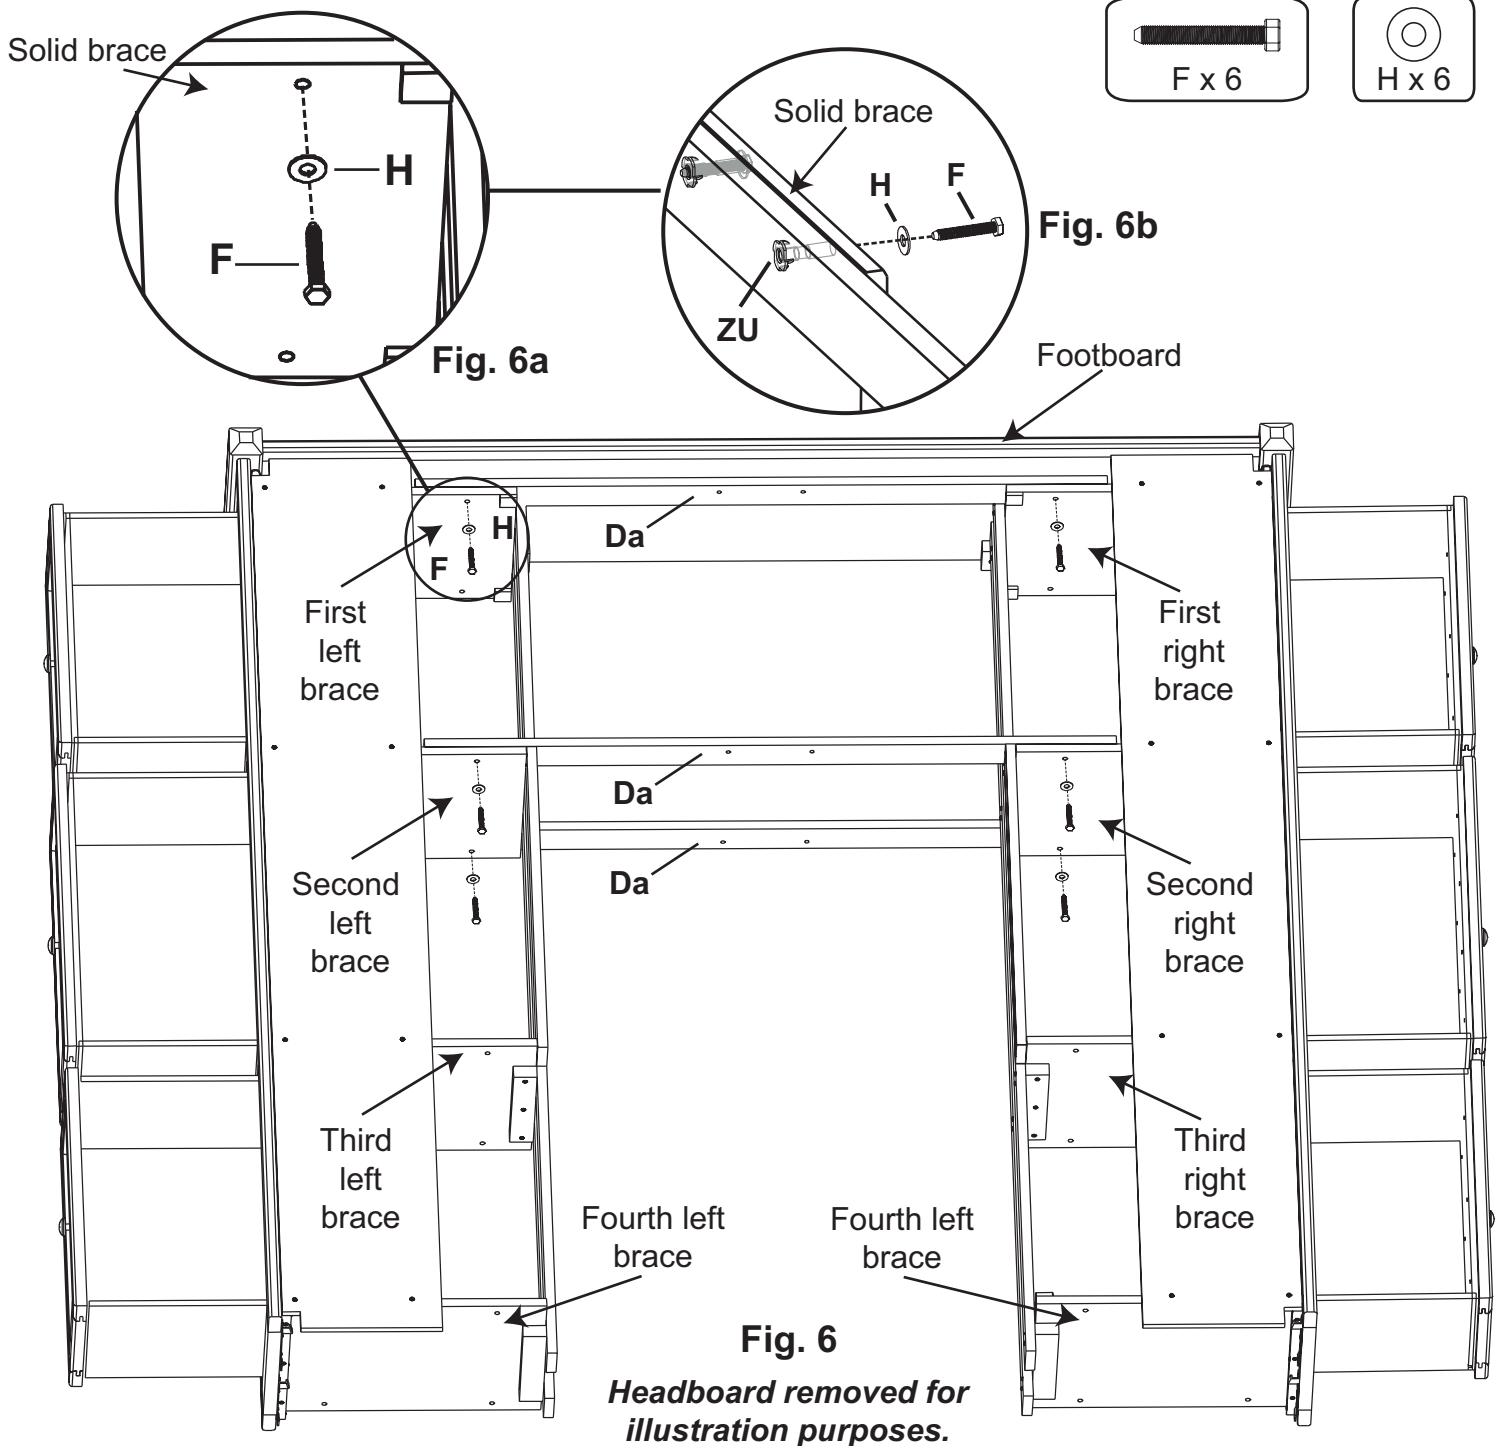 Solid brace
H
F
Fig. 6a
Solid brace
H
F
ZU
Fig. 6b
F x 6
H x 6
Footboard
Da
H
F
First
left
brace
First
right
brace
Da
Da
Second
left
brace
Second
right
brace
Third
left
brace
Third
right
brace
Fourth left
brace
Fourth left
brace
Fig. 6
Headboard removed for
illustration purposes.